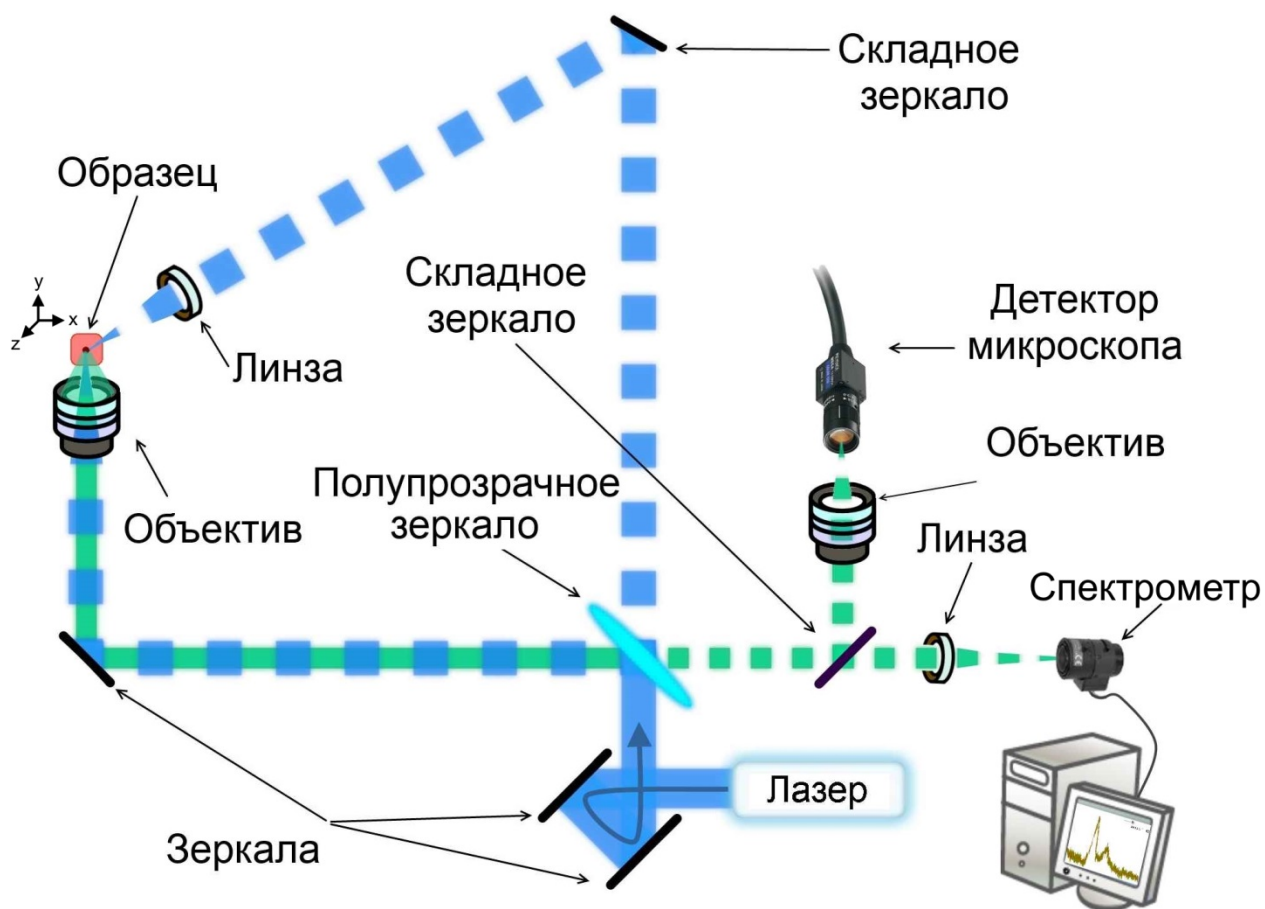 Складное
зеркало
Образец
Складное
зеркало
Детектор
микроскопа
y
x
z
Линза
Объектив
Полупрозрачное
зеркало
Объектив
Линза
Спектрометр
Лазер
Зеркала